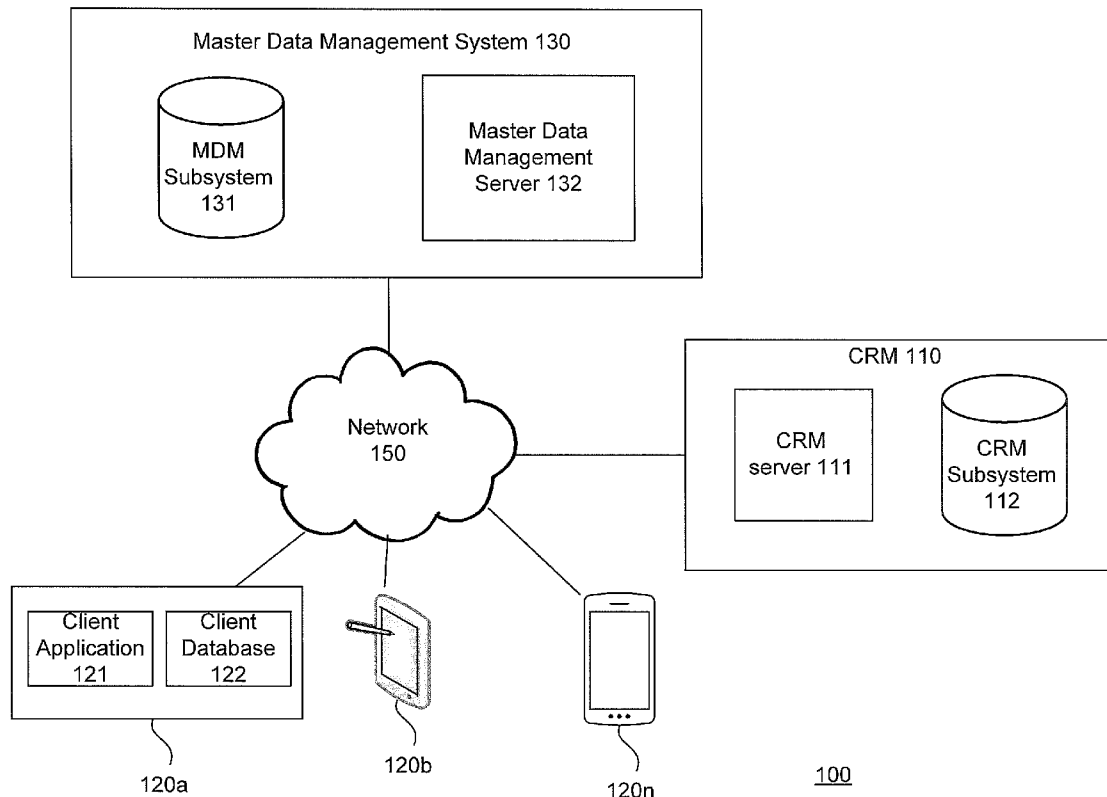 Master Data Management System 130
MDM
Subsystem
131
Master Data
Management
Server 132
Network
150
CRM 110
CRM
server 111
CRM
Subsystem
112
Client
Application
121
Client
Database
122
120a
120b
120n
100